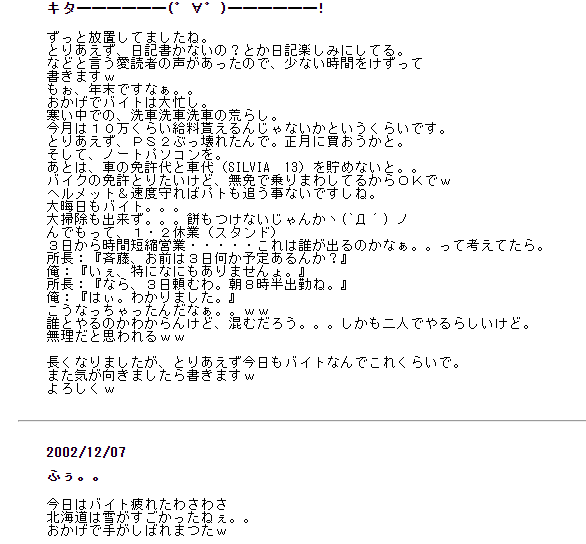 キターーーーーーー(ﾟ∀ﾟ)ーーーーーーー!
ずっと放置してましたね。
とりあえず、日記書かないの？とか日記楽しみにしてる。
などと言う愛読者の声があったので、少ない時間をけずって
書きますｗ
もぉ、年末ですなぁ。。
おかげでバイトは大忙し。
寒い中での、洗車洗車洗車の荒らし。
今月は１０万くらい給料貰えるんじゃないかというくらいです。
とりあえず、ＰＳ２ぶっ壊れたんで。正月に買おうかと。
そして、ノートパソコンを。
あとは、車の免許代と車代（SILVIA　13）を貯めないと。。
バイクの免許とりたいけど、無免で乗りまわしてるからＯＫでｗ
ヘルメット＆速度守ればパトも追う事ないですしね。
大晦日もバイト。。。
大掃除も出来ず。。。餅もつけないじゃんかヽ(`Д´)ノ
んでもって、１・２休業（スタンド）
３日から時間短縮営業・・・・・これは誰が出るのかなぁ。。って考えてたら。
所長：『斉藤、お前は３日何か予定あるんか？』
俺：『いぇ、特になにもありませんょ。』
所長：『なら、３日頼むわ。朝８時半出勤ね。』
俺：『はぃ。わかりました。』
こうなっちゃったんだなぁ。。ｗｗ
誰とやるのかわからんけど、混むだろう。。。しかも二人でやるらしいけど。
無理だと思われるｗｗ
長くなりましたが、とりあえず今日もバイトなんでこれくらいで。
また気が向きましたら書きますｗ
よろしくｗ
2002/12/07
ふぅ。。
今日はバイト疲れたわさわさ
北海道は雪がすごかったねぇ。。
おかげで手がしばれまつたｗ